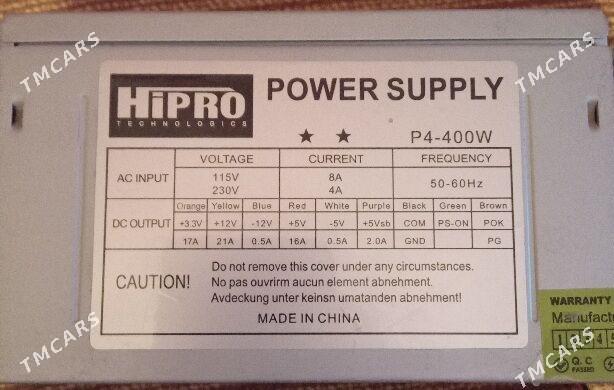 HiPRO
TECHNOLOGICS
POWER SUPPLY
★ ★ P4-400W
VOLTAGE CURRENT FREQUENCY
AC INPUT 115V 8A 50-60Hz
230V 4A
Orange Yellow Blue Red White Purple Black Green Brown
DC OUTPUT +3.3V +12V -12V +5V -5V +5Vsb COM PS-ON POK
17A 21A 0.5A 16A 0.5A 2.0A GND PG
CAUTION! Do not remove this cover under any circumstances.
No pas ouvrirm aucun element abnehment.
Avdeckung unter keinsn umatanden abnehmen!
MADE IN CHINA
WARRANTY
Manufactu
Q.C
PASSED
TMCARS
TMCARS
TMCARS
TMCARS
TMCARS